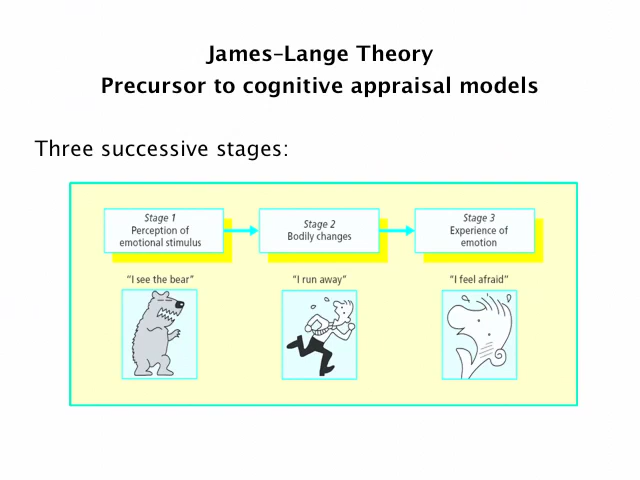 James–Lange Theory
Precursor to cognitive appraisal models
Three successive stages:
Stage 1
Perception of
emotional stimulus
Stage 2
Bodily changes
Stage 3
Experience of
emotion
"I see the bear"
"I run away"
"I feel afraid"